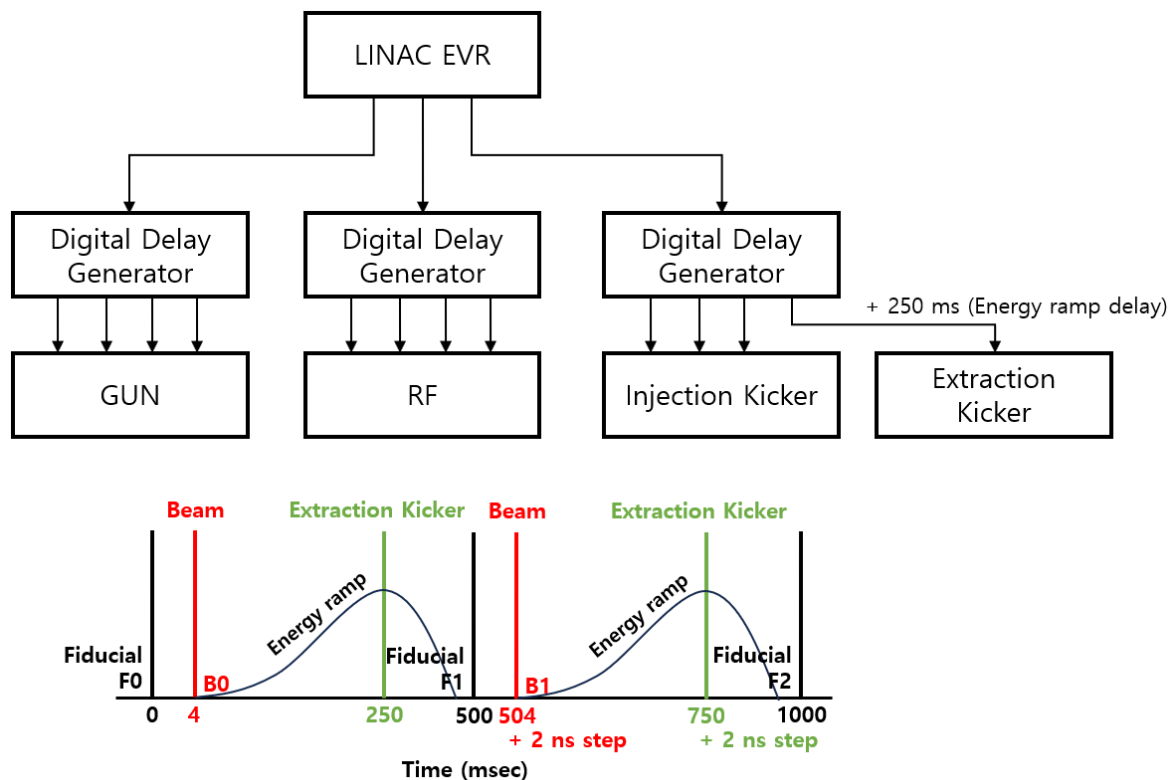 LINAC EVR
Digital Delay
Generator
Digital Delay
Generator
Digital Delay
Generator
+ 250 ms (Energy ramp delay)
GUN
RF
Injection Kicker
Extraction
Kicker
Beam
Extraction Kicker
Beam
Extraction Kicker
Energy ramp
Energy ramp
Fiducial
F0
B0
Fiducial
F1
B1
Fiducial
F2
0
4
250
500
504
750
1000
+ 2 ns step
+ 2 ns step
Time (msec)